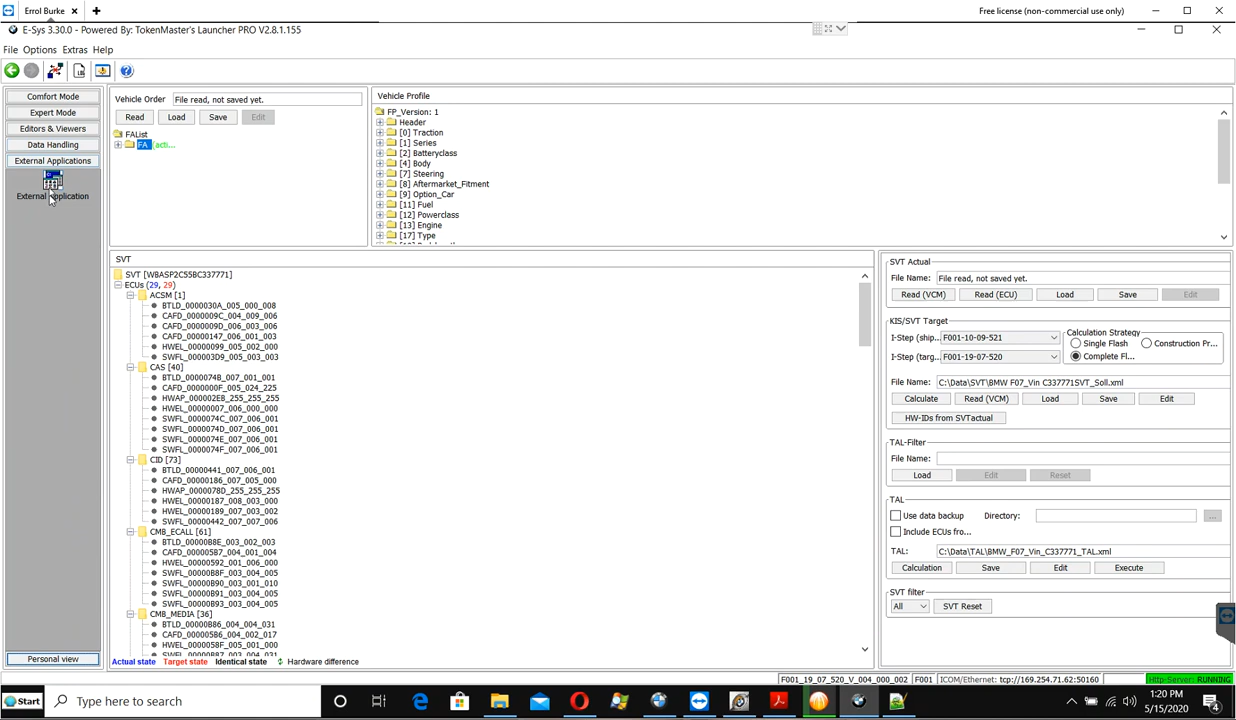 Errol Burke
Free license (non-commercial use only)
E-Sys 3.30.0 - Powered By: TokenMaster's Launcher PRO V2.8.1.155
File Options Extras Help
Comfort Mode
Expert Mode
Editors & Viewers
Data Handling
External Applications
External Application
Personal view
Vehicle Order File read, not saved yet.
Read Load Save Edit
FAList
FA [acti...
Vehicle Profile
FP_Version: 1
Header
[0] Traction
[1] Series
[2] Batteryclass
[4] Body
[7] Steering
[8] Aftermarket_Fitment
[9] Option_Car
[11] Fuel
[12] Powerclass
[13] Engine
[17] Type
SVT
SVT [WBASP2C55BC337771]
ECUs (29, 29)
ACSM [1]
BTLD_0000030A_005_000_008
CAFD_0000009C_004_009_006
CAFD_0000009D_006_003_006
CAFD_00000147_006_001_003
HWEL_00000099_005_002_000
SWFL_000003D9_005_003_003
CAS [40]
BTLD_0000074B_007_001_001
CAFD_0000000F_005_024_225
HWAP_000002EB_255_255_255
HWEL_00000007_006_000_000
SWFL_0000074C_007_006_001
SWFL_0000074D_007_006_001
SWFL_0000074E_007_006_001
SWFL_0000074F_007_006_001
CID [73]
BTLD_00000441_007_006_001
CAFD_00000186_007_005_000
HWAP_0000078D_255_255_255
HWEL_00000187_008_003_000
HWEL_00000189_007_003_002
SWFL_00000442_007_007_006
CMB_ECALL [61]
BTLD_00000B8E_003_002_003
CAFD_000005B7_004_001_004
HWEL_00000592_001_006_000
SWFL_00000B8F_003_004_005
SWFL_00000B90_003_001_010
SWFL_00000B91_003_004_005
SWFL_00000B93_003_004_005
CMB_MEDIA [36]
BTLD_00000B86_004_004_031
CAFD_000005B6_004_002_017
HWEL_0000058F_005_001_000
Actual state Target state Identical state Hardware difference
SVT Actual
File Name: File read, not saved yet.
Read (VCM) Read (ECU) Load Save Edit
KIS/SVT Target
I-Step (ship... F001-10-09-521
I-Step (targ... F001-19-07-520
Calculation Strategy
Single Flash Construction Pr...
Complete Fl...
File Name: C:\Data\SVT\BMW F07_Vin C337771SVT_Soll.xml
Calculate Read (VCM) Load Save Edit
HW-IDs from SVTactual
TAL-Filter
File Name:
Load Edit Reset
TAL
Use data backup Directory: ...
Include ECUs fro...
TAL: C:\Data\TAL\BMW_F07_Vin_C337771_TAL.xml
Calculation Save Edit Execute
SVT filter
All SVT Reset
F001_19_07_520_V_004_000_002 F001 ICOM/Ethernet: tcp://169.254.71.62:50160 Http-Server: RUNNING
Start Type here to search
1:20 PM
5/15/2020
4